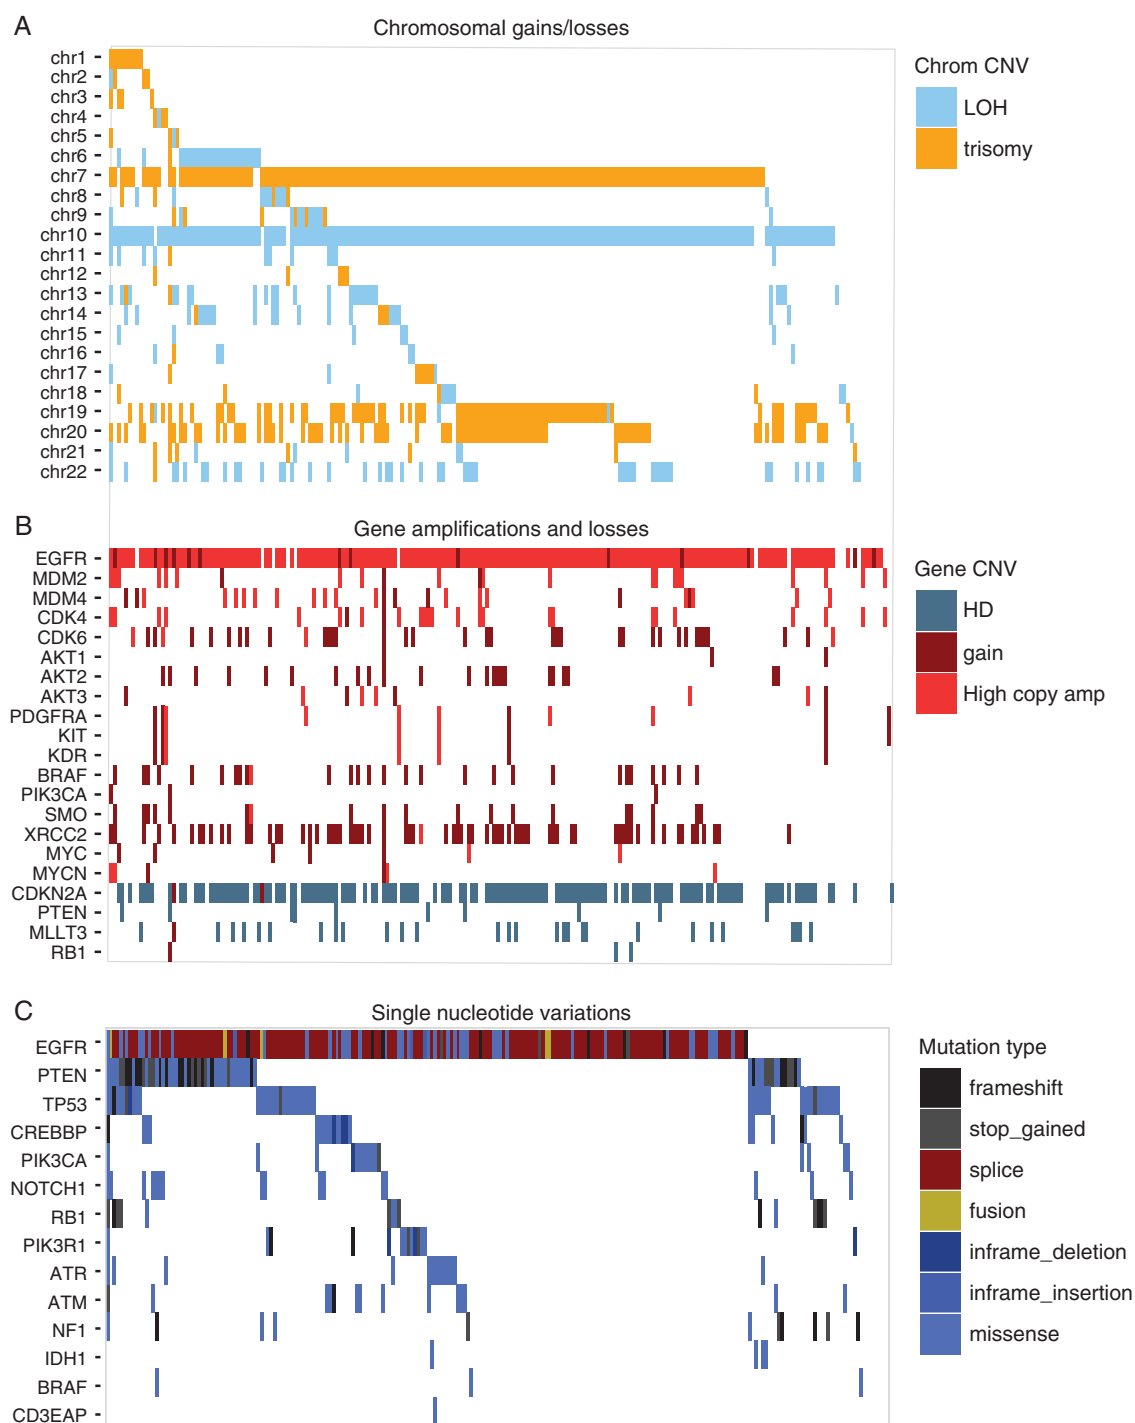 A
Chromosomal gains/losses
chr1
chr2
chr3
chr4
chr5
chr6
chr7
chr8
chr9
chr10
chr11
chr12
chr13
chr14
chr15
chr16
chr17
chr18
chr19
chr20
chr21
chr22
Chrom CNV
LOH
trisomy
B
Gene amplifications and losses
EGFR
MDM2
MDM4
CDK4
CDK6
AKT1
AKT2
AKT3
PDGFRA
KIT
KDR
BRAF
PIK3CA
SMO
XRCC2
MYC
MYCN
CDKN2A
PTEN
MLLT3
RB1
Gene CNV
HD
gain
High copy amp
C
Single nucleotide variations
EGFR
PTEN
TP53
CREBBP
PIK3CA
NOTCH1
RB1
PIK3R1
ATR
ATM
NF1
IDH1
BRAF
CD3EAP
Mutation type
frameshift
stop_gained
splice
fusion
inframe_deletion
inframe_insertion
missense